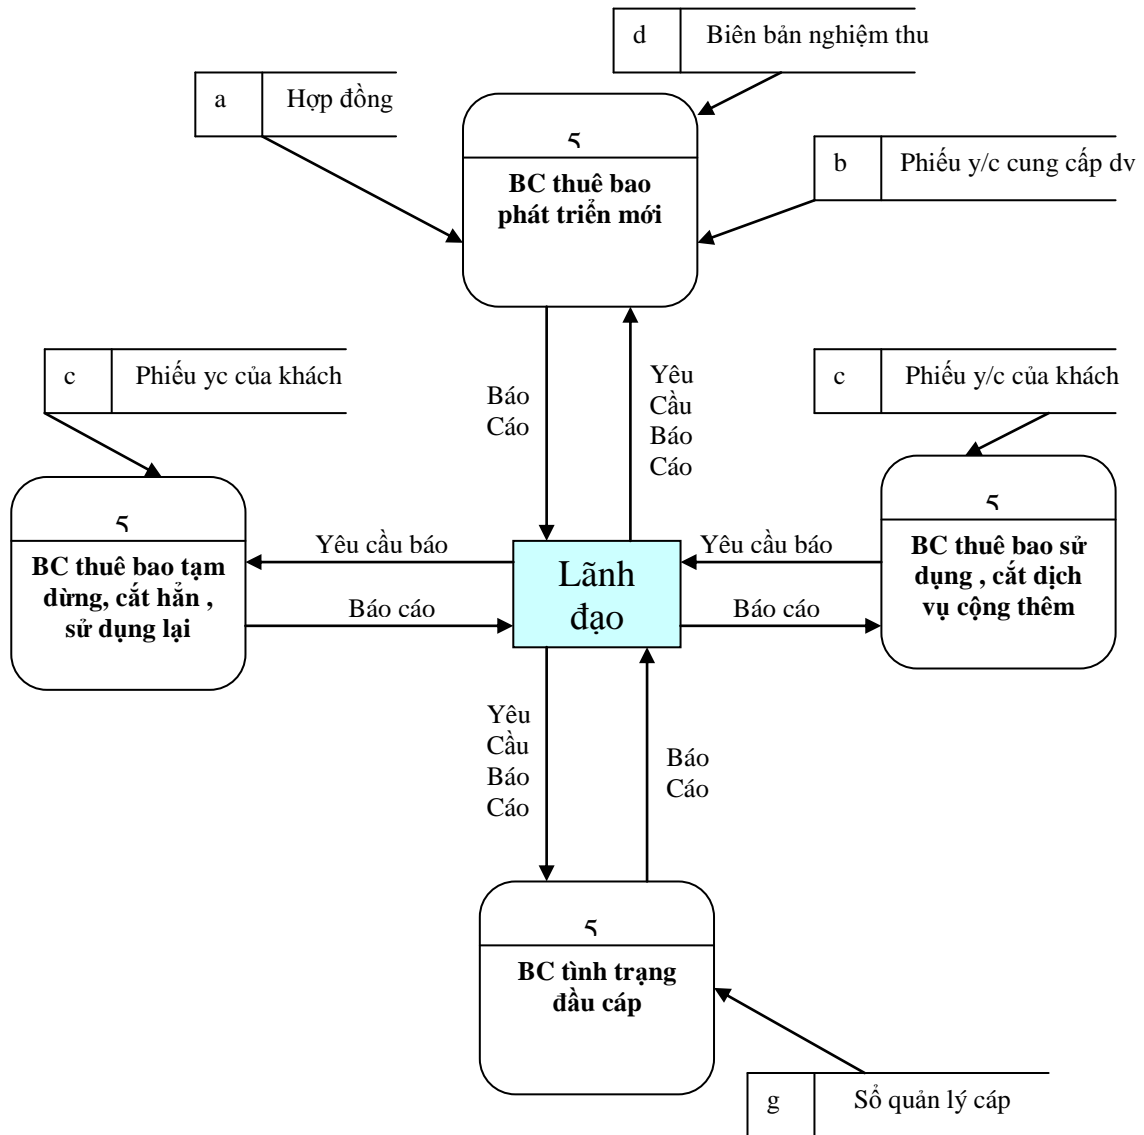 d Biên bản nghiệm thu
a Hợp đồng
5
BC thuê bao
phát triển mới
b Phiếu y/c cung cấp dv
c Phiếu yc của khách
Báo
Cáo
Yêu
Cầu
Báo
Cáo
c Phiếu y/c của khách
5
BC thuê bao tạm
dừng, cắt hẳn ,
sử dụng lại
Yêu cầu báo
Báo cáo
Lãnh
đạo
Yêu cầu báo
Báo cáo
5
BC thuê bao sử
dụng , cắt dịch
vụ cộng thêm
Yêu
Cầu
Báo
Cáo
Báo
Cáo
5
BC tình trạng
đầu cáp
g Sổ quản lý cáp